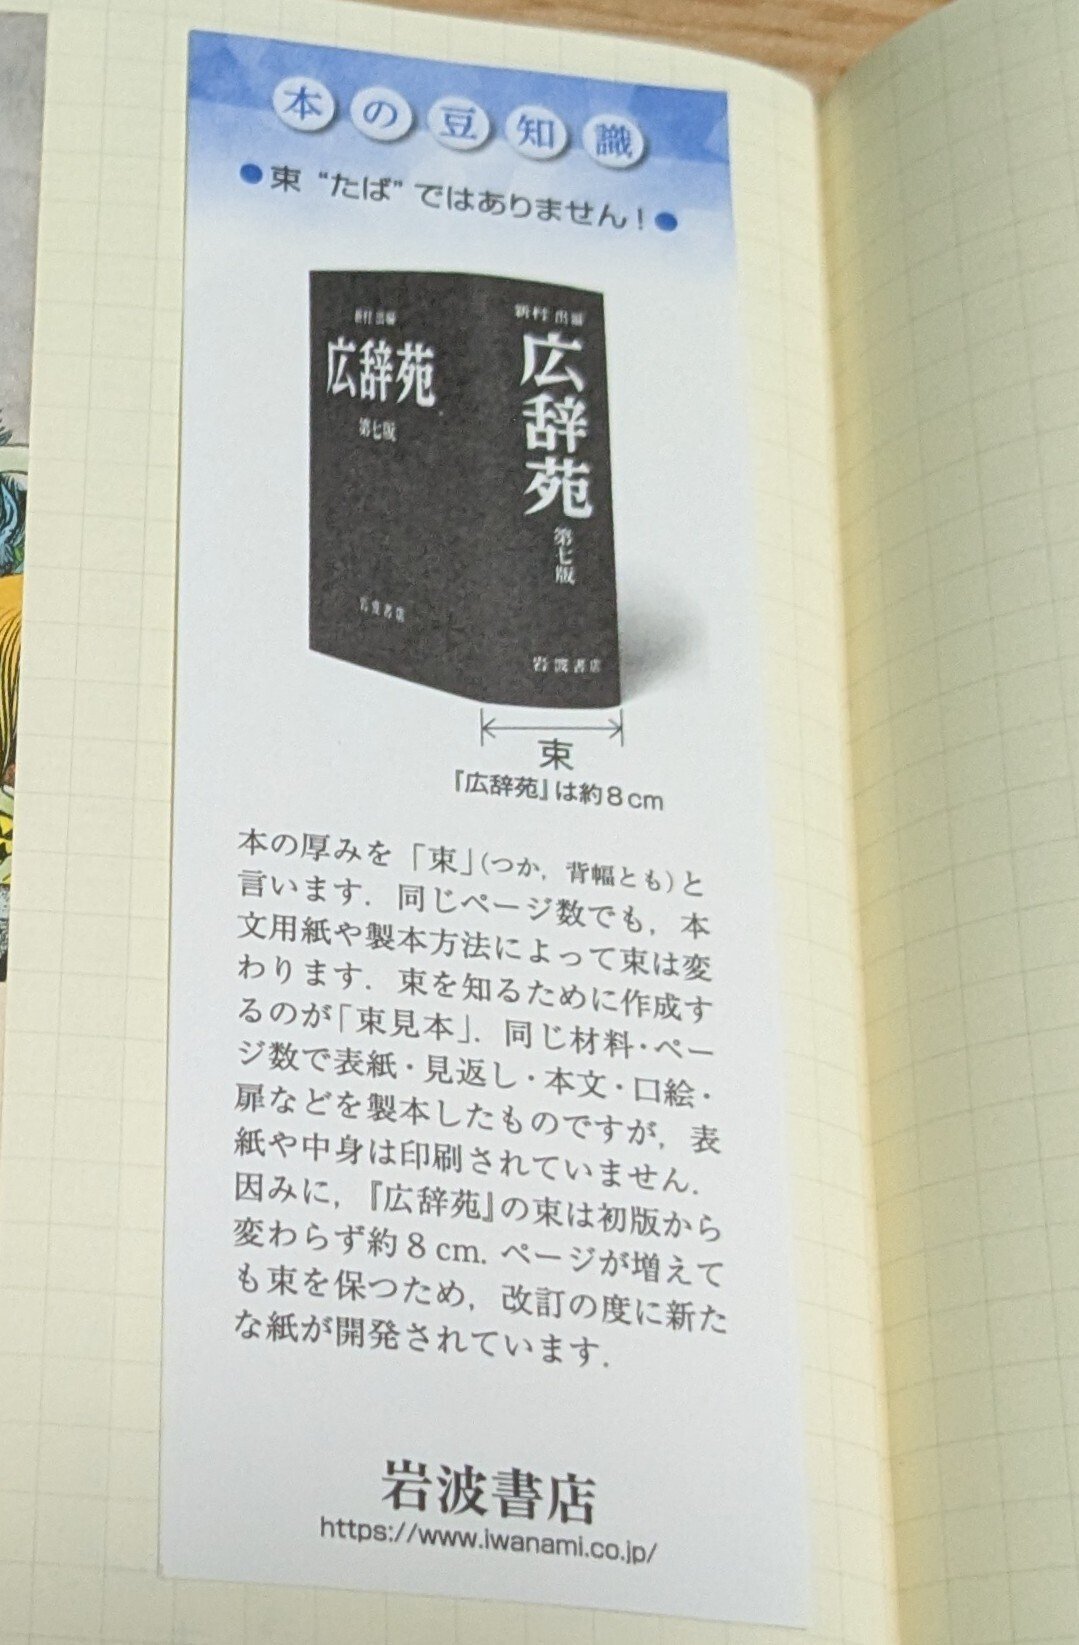 本の豆知識
●束 “たば” ではありません！●
新村 出編
広辞苑
第七版
岩波書店
新村 出編
広辞苑
第七版
岩波書店
束
『広辞苑』は約8cm
本の厚みを「束」(つか，背幅とも)と
言います．同じページ数でも，本
文用紙や製本方法によって束は変
わります．束を知るために作成す
るのが「束見本」．同じ材料・ペー
ジ数で表紙・見返し・本文・口絵・
扉などを製本したものですが，表
紙や中身は印刷されていません．
因みに，『広辞苑』の束は初版から
変わらず約8cm. ページが増えて
も束を保つため，改訂の度に新た
な紙が開発されています．
岩波書店
https://www.iwanami.co.jp/